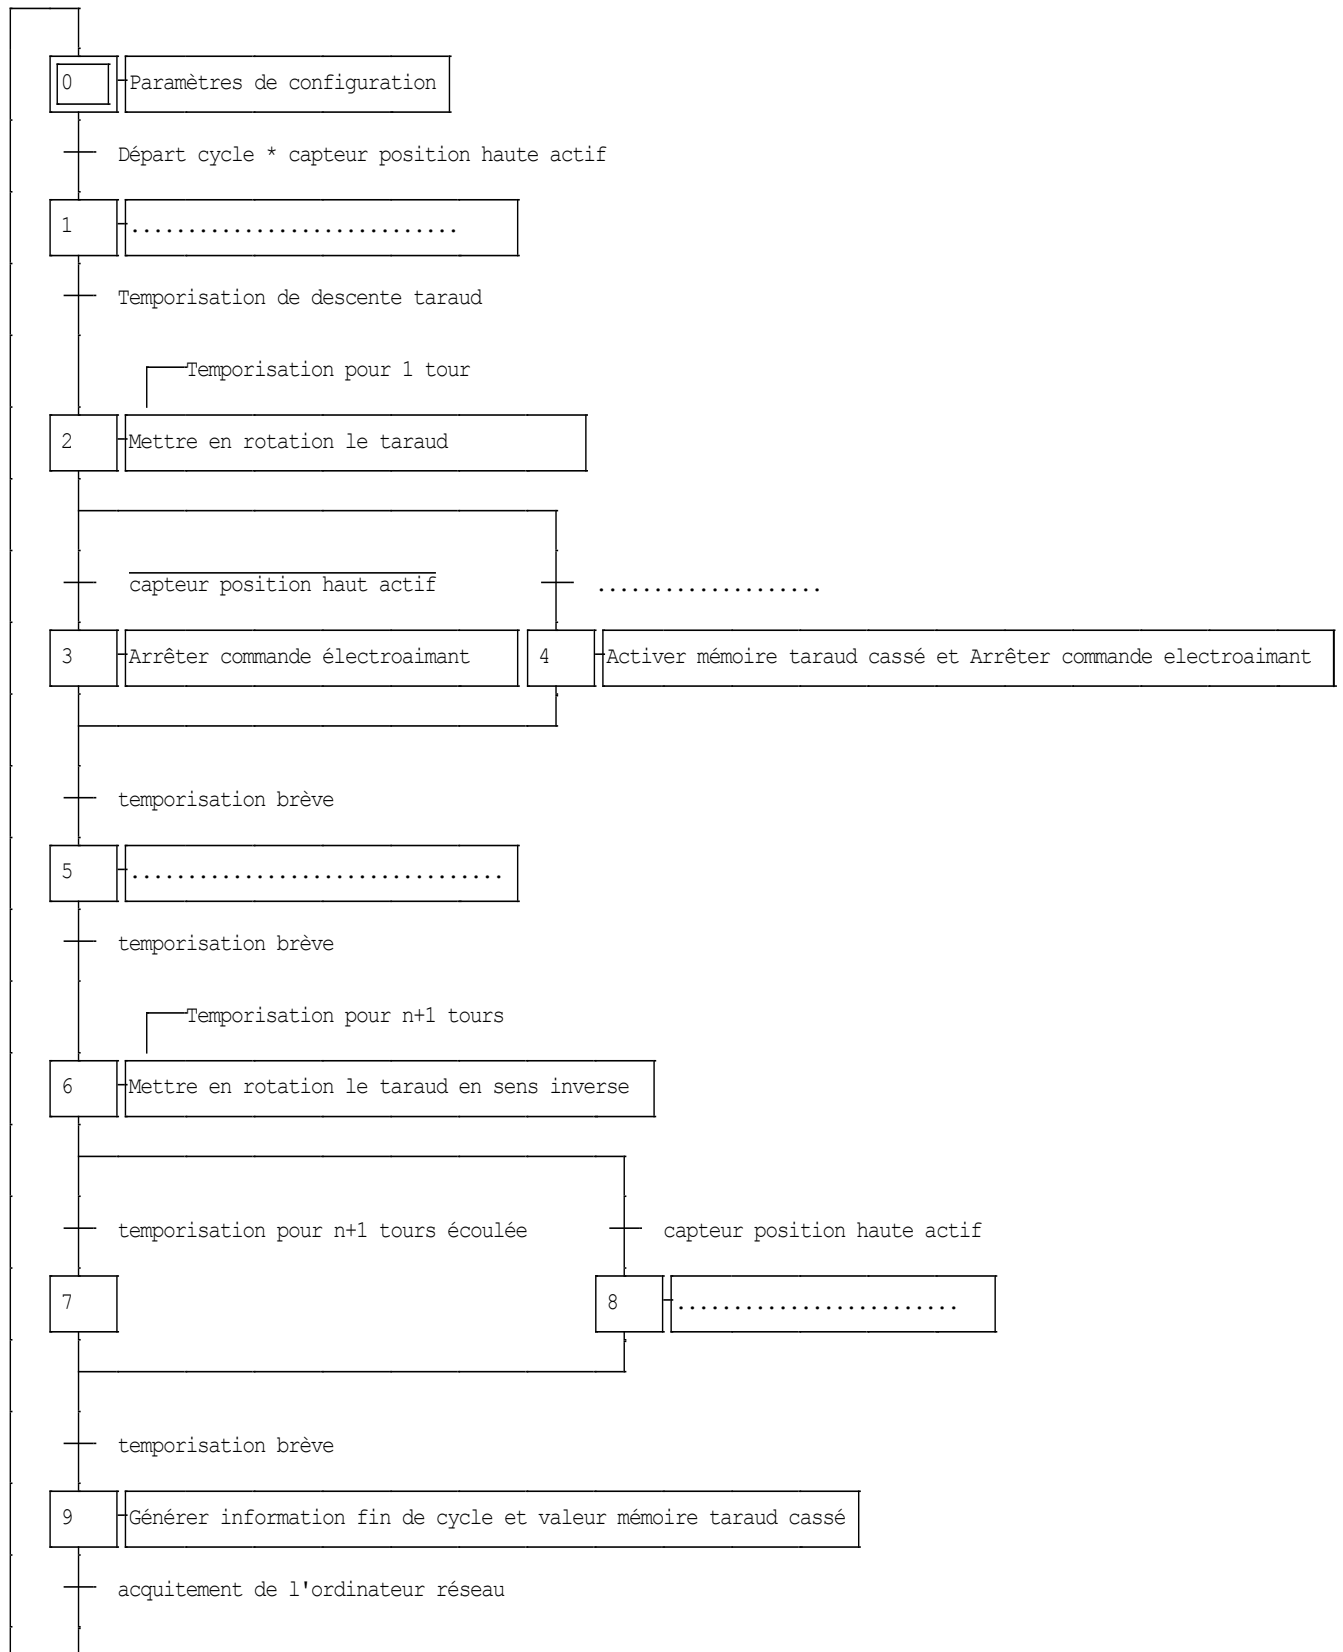 0 Paramètres de configuration
Départ cycle * capteur position haute actif
1 .............................
Temporisation de descente taraud
Temporisation pour 1 tour
2 Mettre en rotation le taraud
capteur position haut actif ....................
3 Arrêter commande électroaimant 4 Activer mémoire taraud cassé et Arrêter commande electroaimant
temporisation brève
5 .................................
temporisation brève
Temporisation pour n+1 tours
6 Mettre en rotation le taraud en sens inverse
temporisation pour n+1 tours écoulée capteur position haute actif
7 8 .........................
temporisation brève
9 Générer information fin de cycle et valeur mémoire taraud cassé
acquitement de l'ordinateur réseau